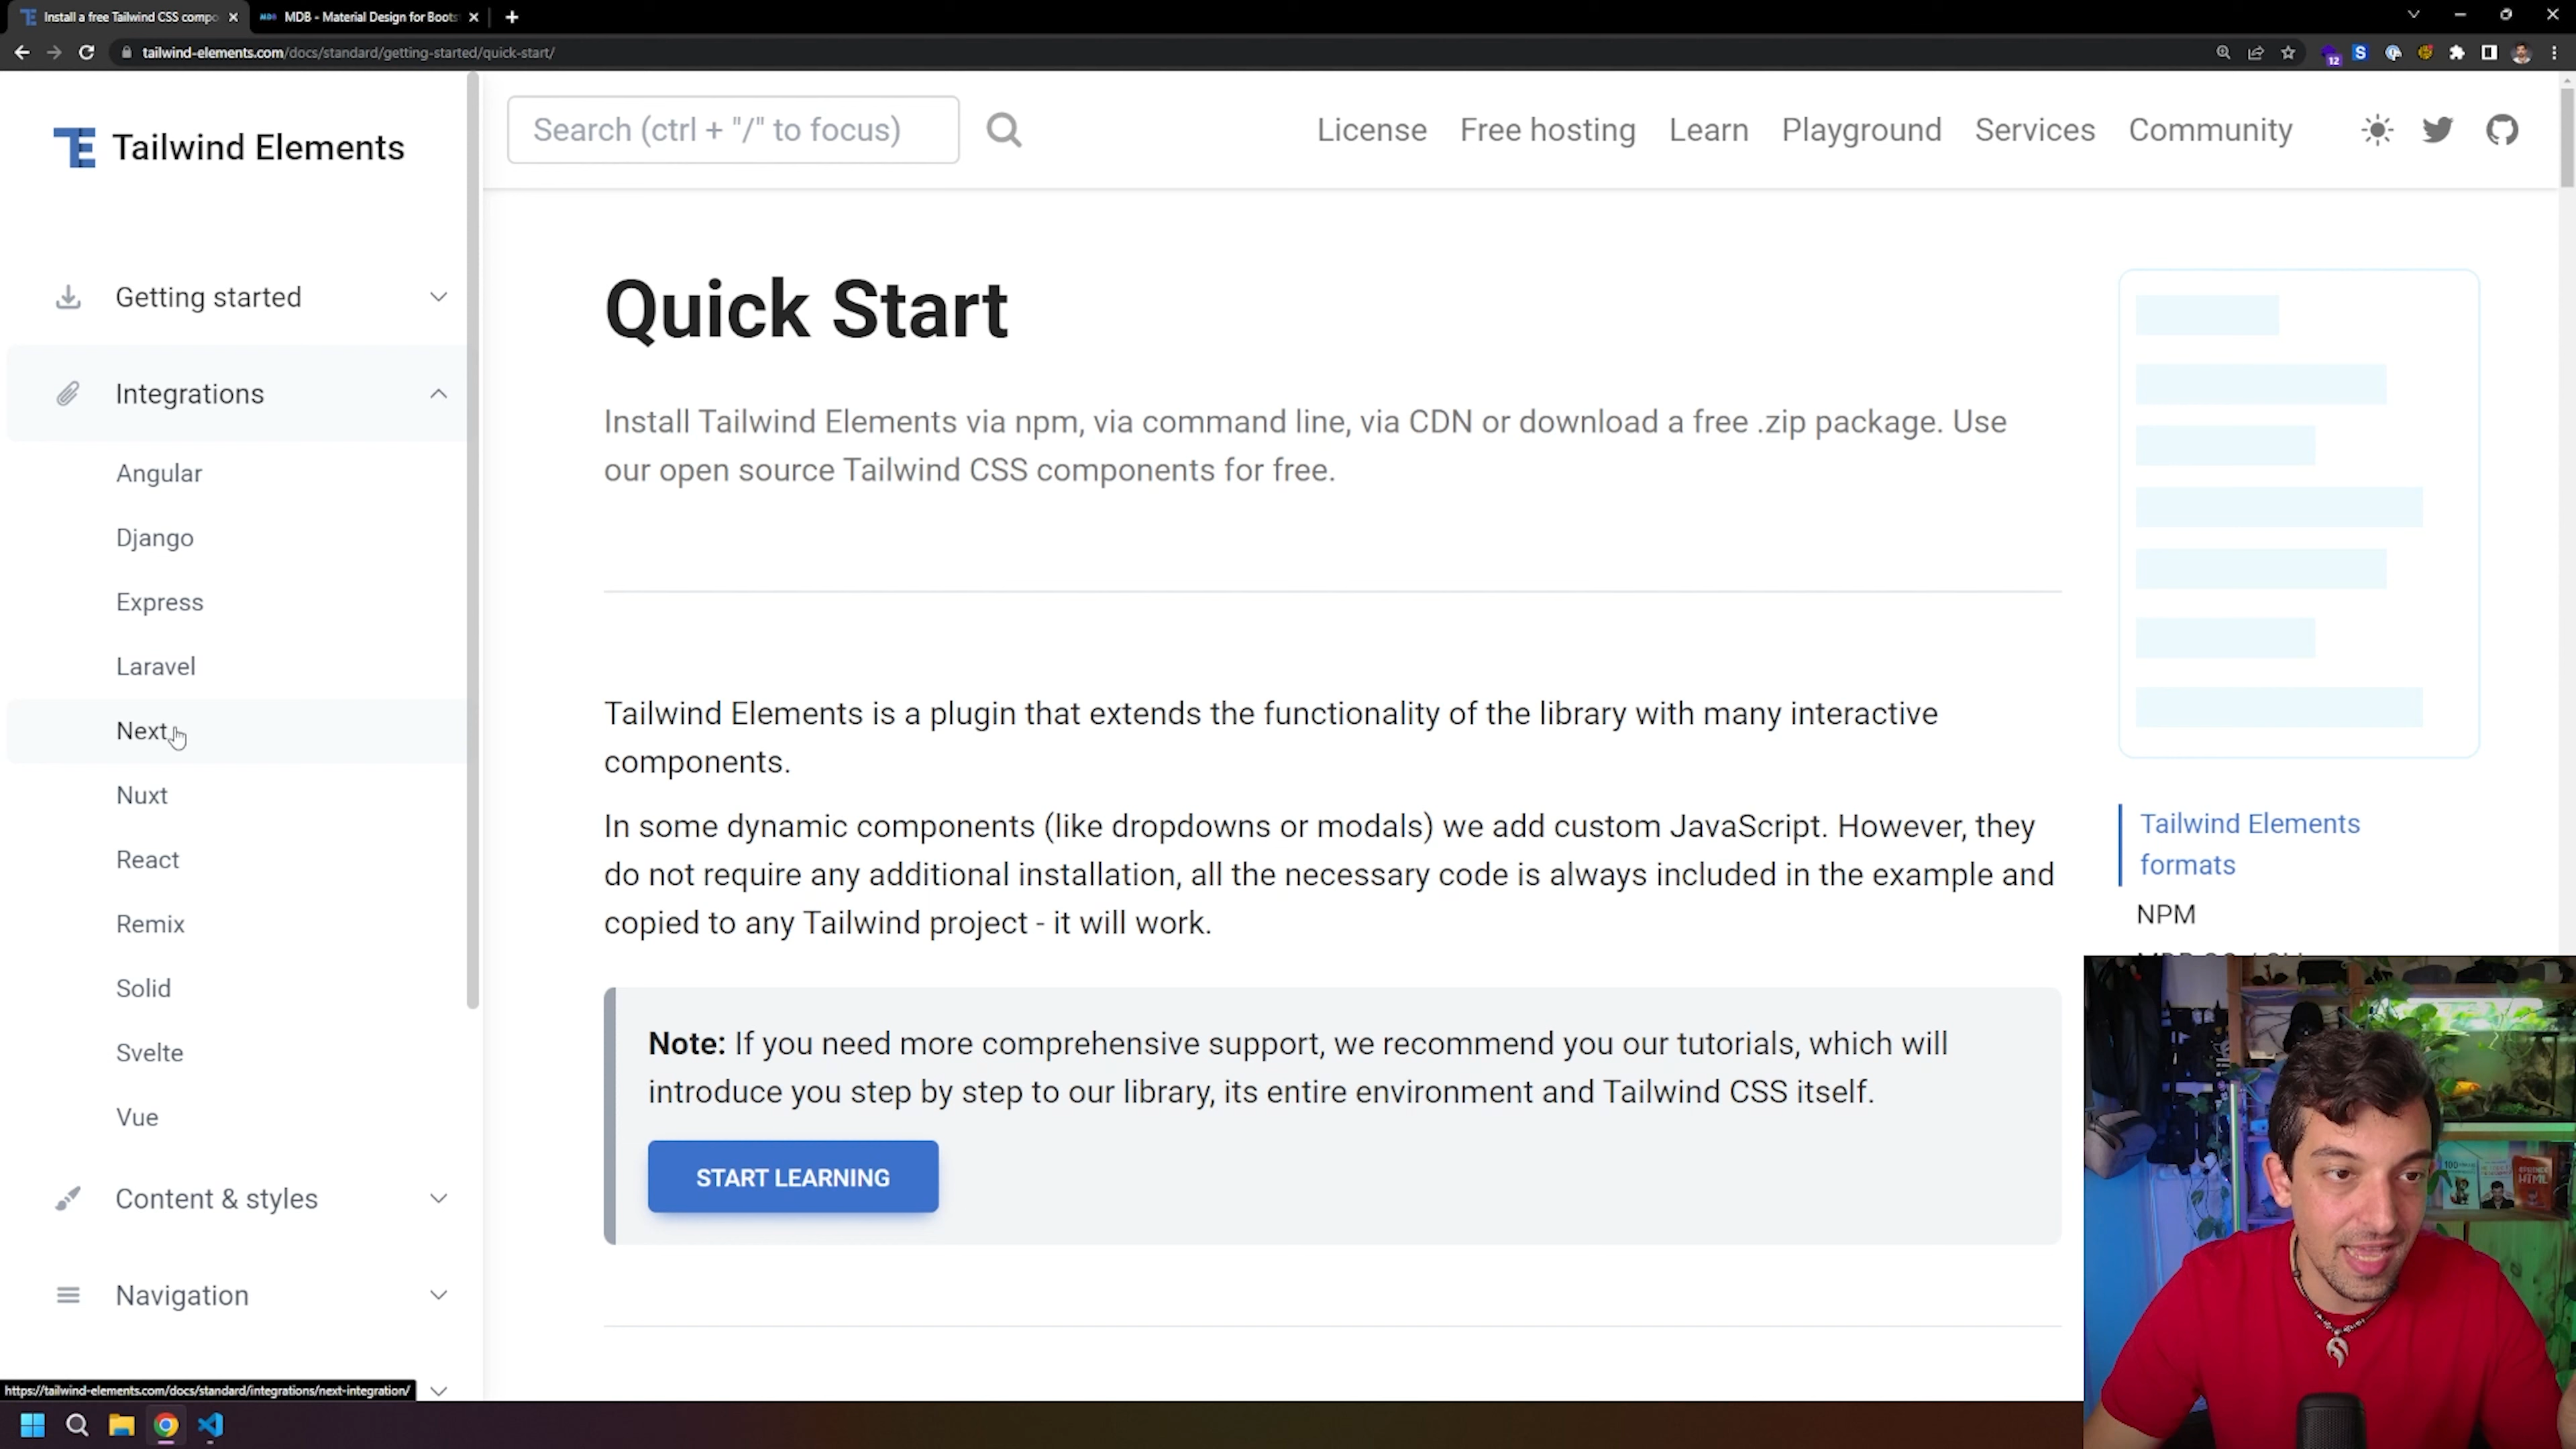 Install a free Tailwind CSS compo
MDB - Material Design for Boots
tailwind-elements.com/docs/standard/getting-started/quick-start/
12
Tailwind Elements
Search (ctrl + "/" to focus)
License
Free hosting
Learn
Playground
Services
Community
Getting started
Integrations
Angular
Django
Express
Laravel
Next
Nuxt
React
Remix
Solid
Svelte
Vue
Content & styles
Navigation
Quick Start
Install Tailwind Elements via npm, via command line, via CDN or download a free .zip package. Use
our open source Tailwind CSS components for free.
Tailwind Elements is a plugin that extends the functionality of the library with many interactive
components.
In some dynamic components (like dropdowns or modals) we add custom JavaScript. However, they
do not require any additional installation, all the necessary code is always included in the example and
copied to any Tailwind project - it will work.
Note: If you need more comprehensive support, we recommend you our tutorials, which will
introduce you step by step to our library, its entire environment and Tailwind CSS itself.
START LEARNING
Tailwind Elements
formats
NPM
https://tailwind-elements.com/docs/standard/integrations/next-integration/